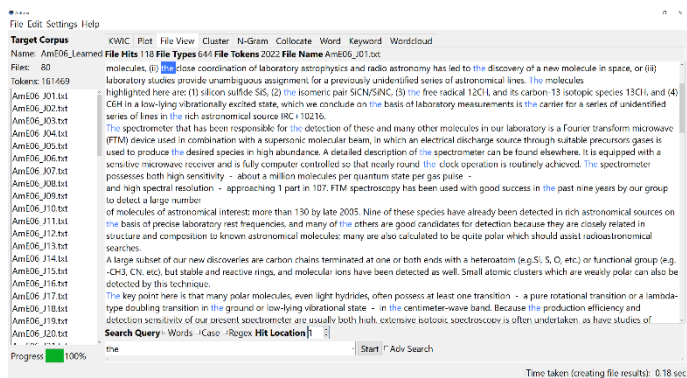 File Edit Settings Help
Target Corpus
Name: AmE06_Learned
Files: 80
Tokens: 161469
AmE06_J01.txt
AmE06_J02.txt
AmE06_J03.txt
AmE06_J04.txt
AmE06_J05.txt
AmE06_J06.txt
AmE06_J07.txt
AmE06_J08.txt
AmE06_J09.txt
AmE06_J10.txt
AmE06_J11.txt
AmE06_J12.txt
AmE06_J13.txt
AmE06_J14.txt
AmE06_J15.txt
AmE06_J16.txt
AmE06_J17.txt
AmE06_J18.txt
AmE06_J19.txt
AmE06_J20.txt
Progress 100%
KWIC Plot File View Cluster N-Gram Collocate Word Keyword Wordcloud
File Hits 118 File Types 644 File Tokens 2022 File Name AmE06_J01.txt
molecules, (ii) the close coordination of laboratory astrophysics and radio astronomy has led to the discovery of a new molecule in space, or (iii)
laboratory studies provide unambiguous assignment for a previously unidentified series of astronomical lines. The molecules
highlighted here are: (1) silicon sulfide SiS, (2) the isomeric pair SiCN/SiNC, (3) the free radical 12CH, and its carbon-13 isotopic species 13CH, and (4)
C6H in a low-lying vibrationally excited state, which we conclude on the basis of laboratory measurements is the carrier for a series of unidentified
series of lines in the rich astronomical source IRC+10216.
The spectrometer that has been responsible for the detection of these and many other molecules in our laboratory is a Fourier transform microwave
(FTM) device used in combination with a supersonic molecular beam, in which an electrical discharge source through suitable precursors gases is
used to produce the desired species in high abundance. A detailed description of the spectrometer can be found elsewhere. It is equipped with a
sensitive microwave receiver and is fully computer controlled so that nearly round the clock operation is routinely achieved. The spectrometer
possesses both high sensitivity - about a million molecules per quantum state per gas pulse -
and high spectral resolution - approaching 1 part in 107. FTM spectroscopy has been used with good success in the past nine years by our group
to detect a large number
of molecules of astronomical interest: more than 130 by late 2005. Nine of these species have already been detected in rich astronomical sources on
the basis of precise laboratory rest frequencies, and many of the others are good candidates for detection because they are closely related in
structure and composition to known astronomical molecules; many are also calculated to be quite polar which should assist radioastronomical
searches.
A large subset of our new discoveries are carbon chains terminated at one or both ends with a heteroatom (e.g.Si, S, O, etc.) or functional group (e.g.
-CH3, CN, etc), but stable and reactive rings, and molecular ions have been detected as well. Small atomic clusters which are weakly polar can also be
detected by this technique.
The key point here is that many polar molecules, even light hydrides, often possess at least one transition - a pure rotational transition or a lambda-
type doubling transition in the ground or low-lying vibrational state - in the centimeter-wave band. Because the production efficiency and
detection sensitivity of our present spectrometer are usually both high, extensive isotopic spectroscopy is often undertaken, as have studies of
Search Query Words Case Regex Hit Location 1
the Start Adv Search
Time taken (creating file results): 0.18 sec